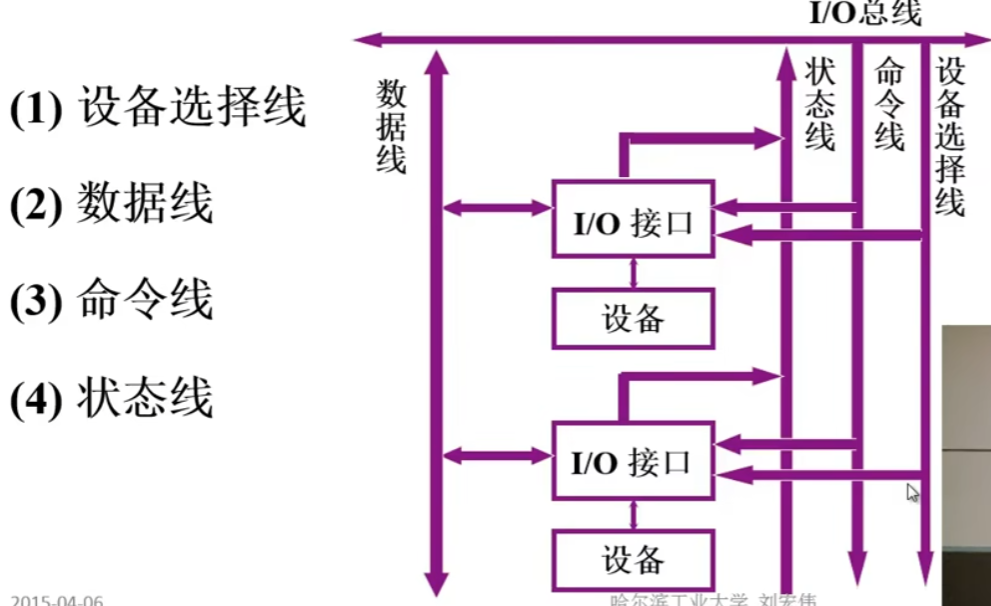 I/O总线
(1) 设备选择线
(2) 数据线
(3) 命令线
(4) 状态线
数据线
状态线
命令线
设备选择线
I/O 接口
设备
I/O 接口
设备
2015-04-06
哈尔滨工业大学 刘宏伟